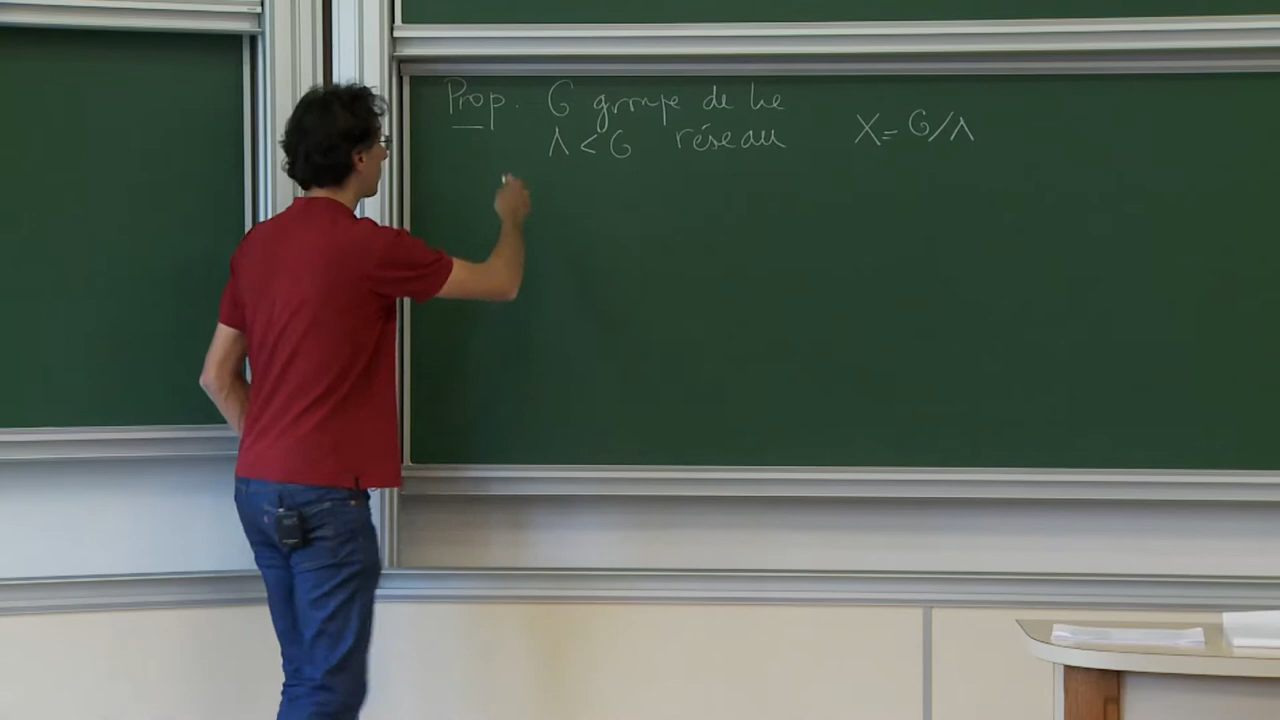 Prop. G groupe de Lie
Λ < G réseau X = G/Λ